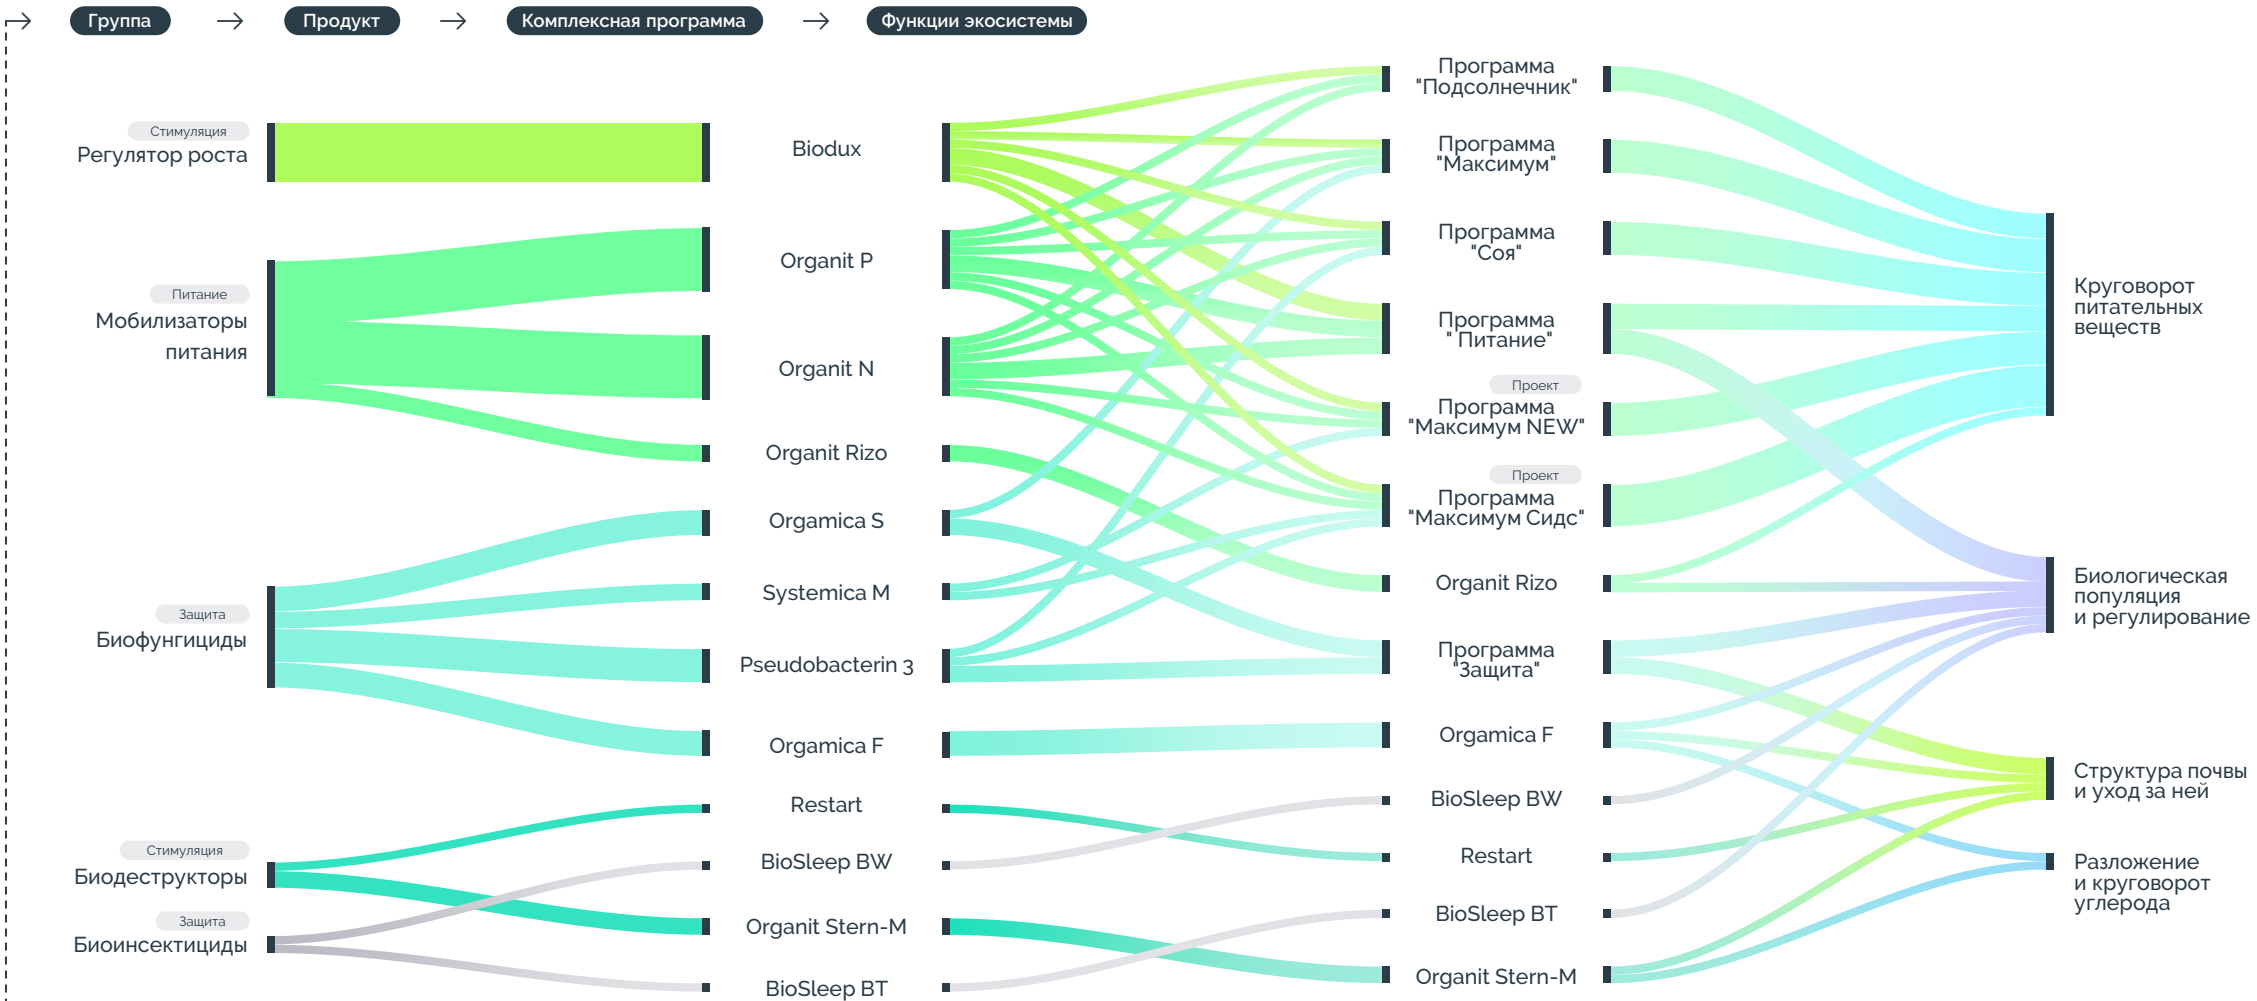 Группа
Продукт
Комплексная программа
Функции экосистемы
Стимуляция
Регулятор роста
Питание
Мобилизаторы
питания
Защита
Биофунгициды
Стимуляция
Биодеструкторы
Защита
Биоинсектициды
Biodux
Organit P
Organit N
Organit Rizo
Orgamica S
Systemica M
Pseudobacterin 3
Orgamica F
Restart
BioSleep BW
Organit Stern-M
BioSleep BT
Программа
"Подсолнечник"
Программа
"Максимум"
Программа
"Соя"
Программа
" Питание"
Проект
Программа
"Максимум NEW"
Проект
Программа
"Максимум Сидс"
Organit Rizo
Программа
"Защита"
Orgamica F
BioSleep BW
Restart
BioSleep BT
Organit Stern-M
Круговорот
питательных
веществ
Биологическая
популяция
и регулирование
Структура почвы
и уход за ней
Разложение
и круговорот
углерода